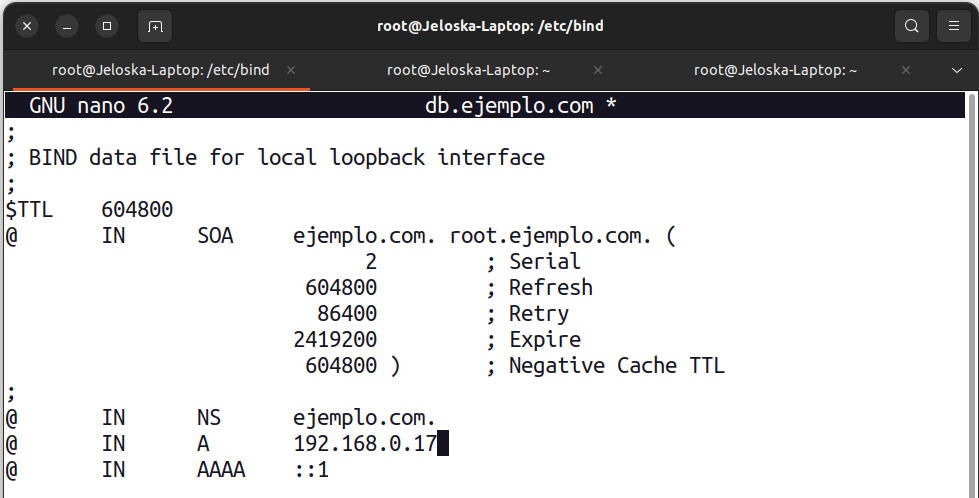 root@Jeloska-Laptop: /etc/bind
root@Jeloska-Laptop: /etc/bind × root@Jeloska-Laptop: ~ × root@Jeloska-Laptop: ~ ×
GNU nano 6.2 db.ejemplo.com *
;
; BIND data file for local loopback interface
;
$TTL 604800
@ IN SOA ejemplo.com. root.ejemplo.com. (
2 ; Serial
604800 ; Refresh
86400 ; Retry
2419200 ; Expire
604800 ) ; Negative Cache TTL
;
@ IN NS ejemplo.com.
@ IN A 192.168.0.17
@ IN AAAA ::1